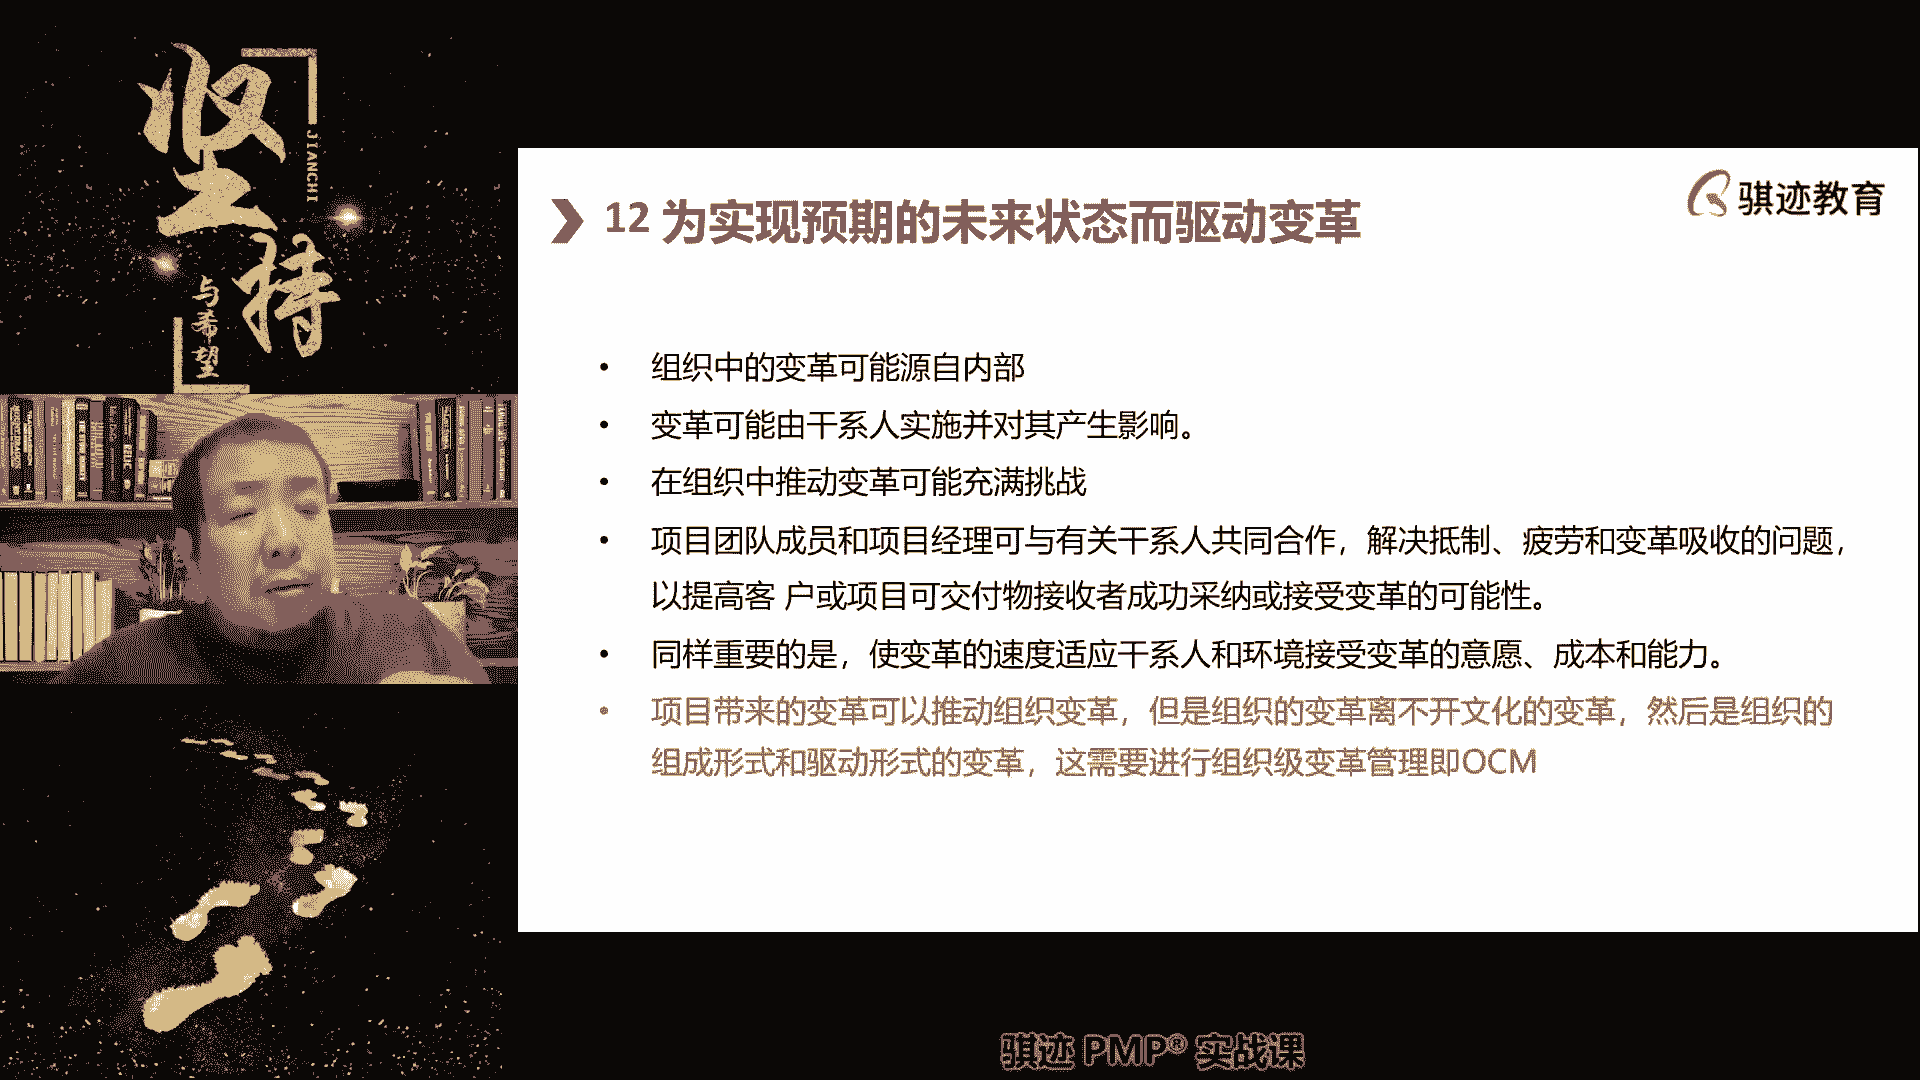 坚持
JIANCHI
与希望
骐迹教育
12 为实现预期的未来状态而驱动变革
• 组织中的变革可能源自内部
• 变革可能由干系人实施并对其产生影响。
• 在组织中推动变革可能充满挑战
• 项目团队成员和项目经理可与有关干系人共同合作，解决抵制、疲劳和变革吸收的问题，
以提高客 户或项目可交付物接收者成功采纳或接受变革的可能性。
• 同样重要的是，使变革的速度适应干系人和环境接受变革的意愿、成本和能力。
• 项目带来的变革可以推动组织变革，但是组织的变革离不开文化的变革，然后是组织的
组成形式和驱动形式的变革，这需要进行组织级变革管理即OCM
骐迹 PMP® 实战课